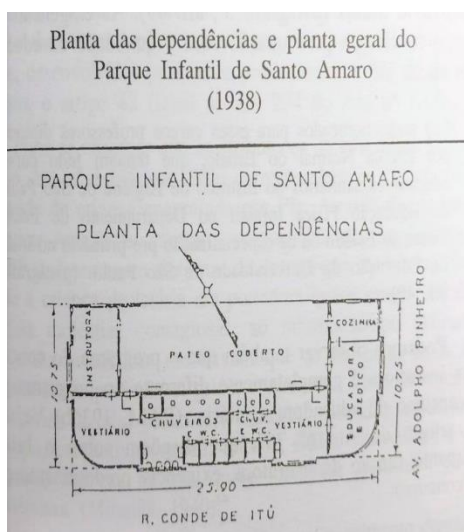 Planta das dependências e planta geral do
Parque Infantil de Santo Amaro
(1938)
PARQUE INFANTIL DE SANTO AMARO
PLANTA DAS DEPENDÊNCIAS
INSTRUTORA
PATEO COBERTO
COZINHA
EDUCADORA E MEDICO
AV. ADOLPHO PINHEIRO
10.75
10.75
VESTIÁRIO
CHUVEIROS
E W.C.
CHUV.
E W.C.
VESTIÁRIO
25.90
R. CONDE DE ITÚ